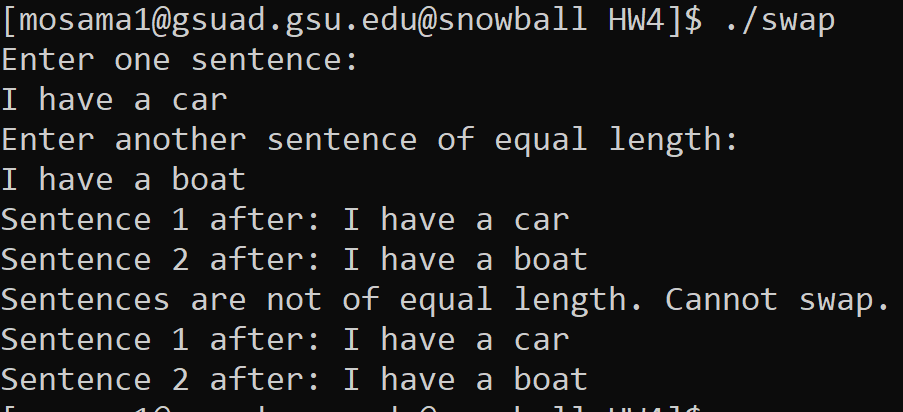 [mosama1@gsuad.gsu.edu@snowball HW4]$ ./swap
Enter one sentence:
I have a car
Enter another sentence of equal length:
I have a boat
Sentence 1 after: I have a car
Sentence 2 after: I have a boat
Sentences are not of equal length. Cannot swap.
Sentence 1 after: I have a car
Sentence 2 after: I have a boat